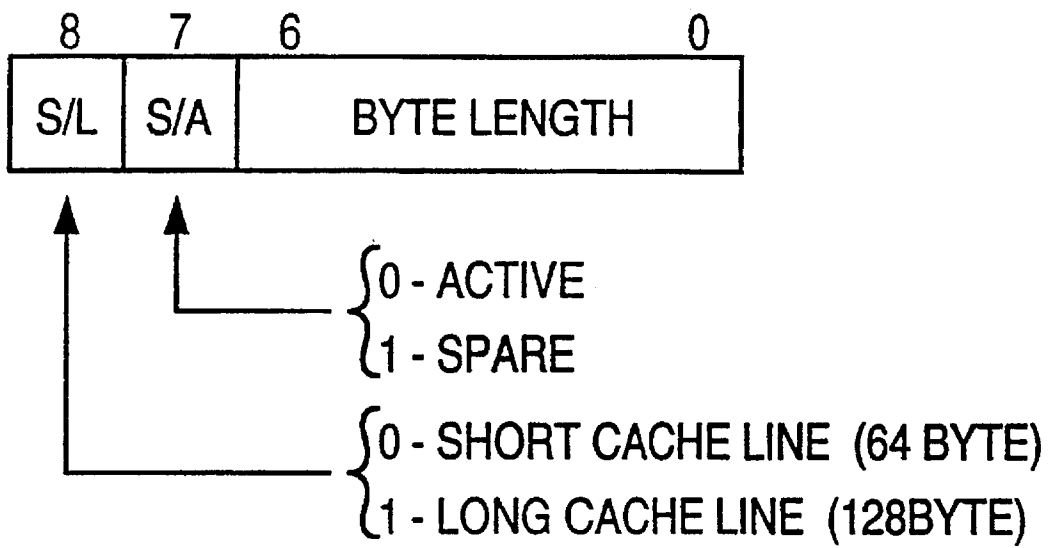 8 7 6 0
S/L S/A BYTE LENGTH
0 - ACTIVE
1 - SPARE
0 - SHORT CACHE LINE (64 BYTE)
1 - LONG CACHE LINE (128BYTE)